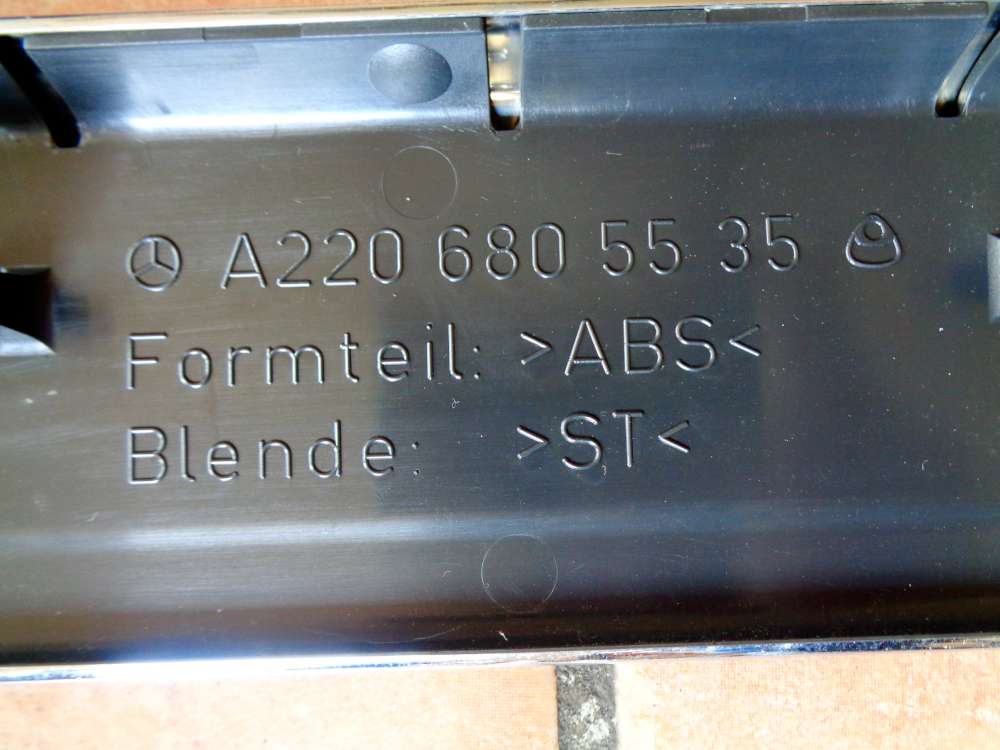 A220 680 55 35
Formteil: >ABS<
Blende: >ST<